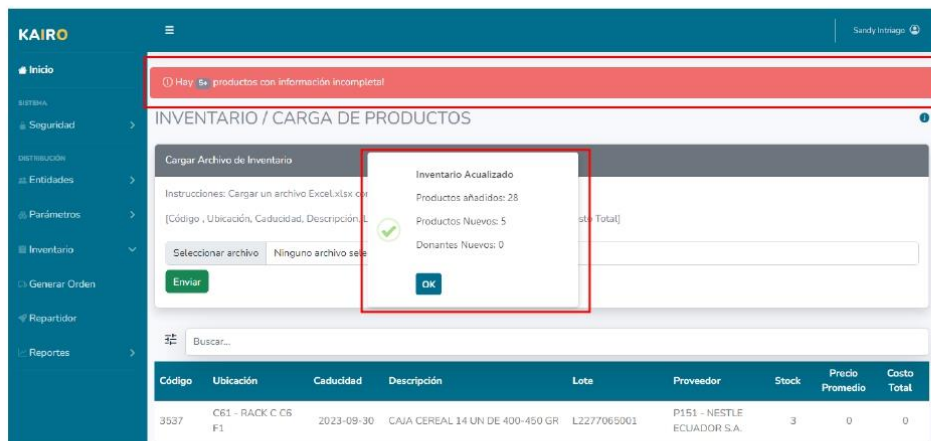 KAIRO
Sandy Intriago
Inicio
Hay 5+ productos con información incompleta!
SISTEMA
Seguridad
INVENTARIO / CARGA DE PRODUCTOS
DISTRIBUCIÓN
Entidades
Parámetros
Inventario
Generar Orden
Repartidor
Reportes
Cargar Archivo de Inventario
Instrucciones: Cargar un archivo Excel.xlsx con
[Código , Ubicación, Caducidad, Descripción, L
sto Total]
Seleccionar archivo Ninguno archivo sele
Enviar
Inventario Acualizado
Productos añadidos: 28
Productos Nuevos: 5
Donantes Nuevos: 0
OK
Buscar...
Código Ubicación Caducidad Descripción Lote Proveedor Stock Precio Promedio Costo Total
3537 C61 - RACK C C6 F1 2023-09-30 CAJA CEREAL 14 UN DE 400-450 GR L2277065001 P151 - NESTLE ECUADOR S.A. 3 0 0